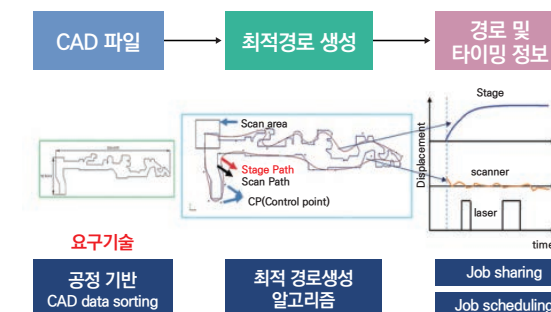 CAD 파일
최적경로 생성
경로 및
타이밍 정보
Scan area
Stage Path
Scan Path
CP(Control point)
Displacement
Stage
scanner
laser
time
요구기술
공정 기반
CAD data sorting
최적 경로생성
알고리즘
Job sharing
Job scheduling